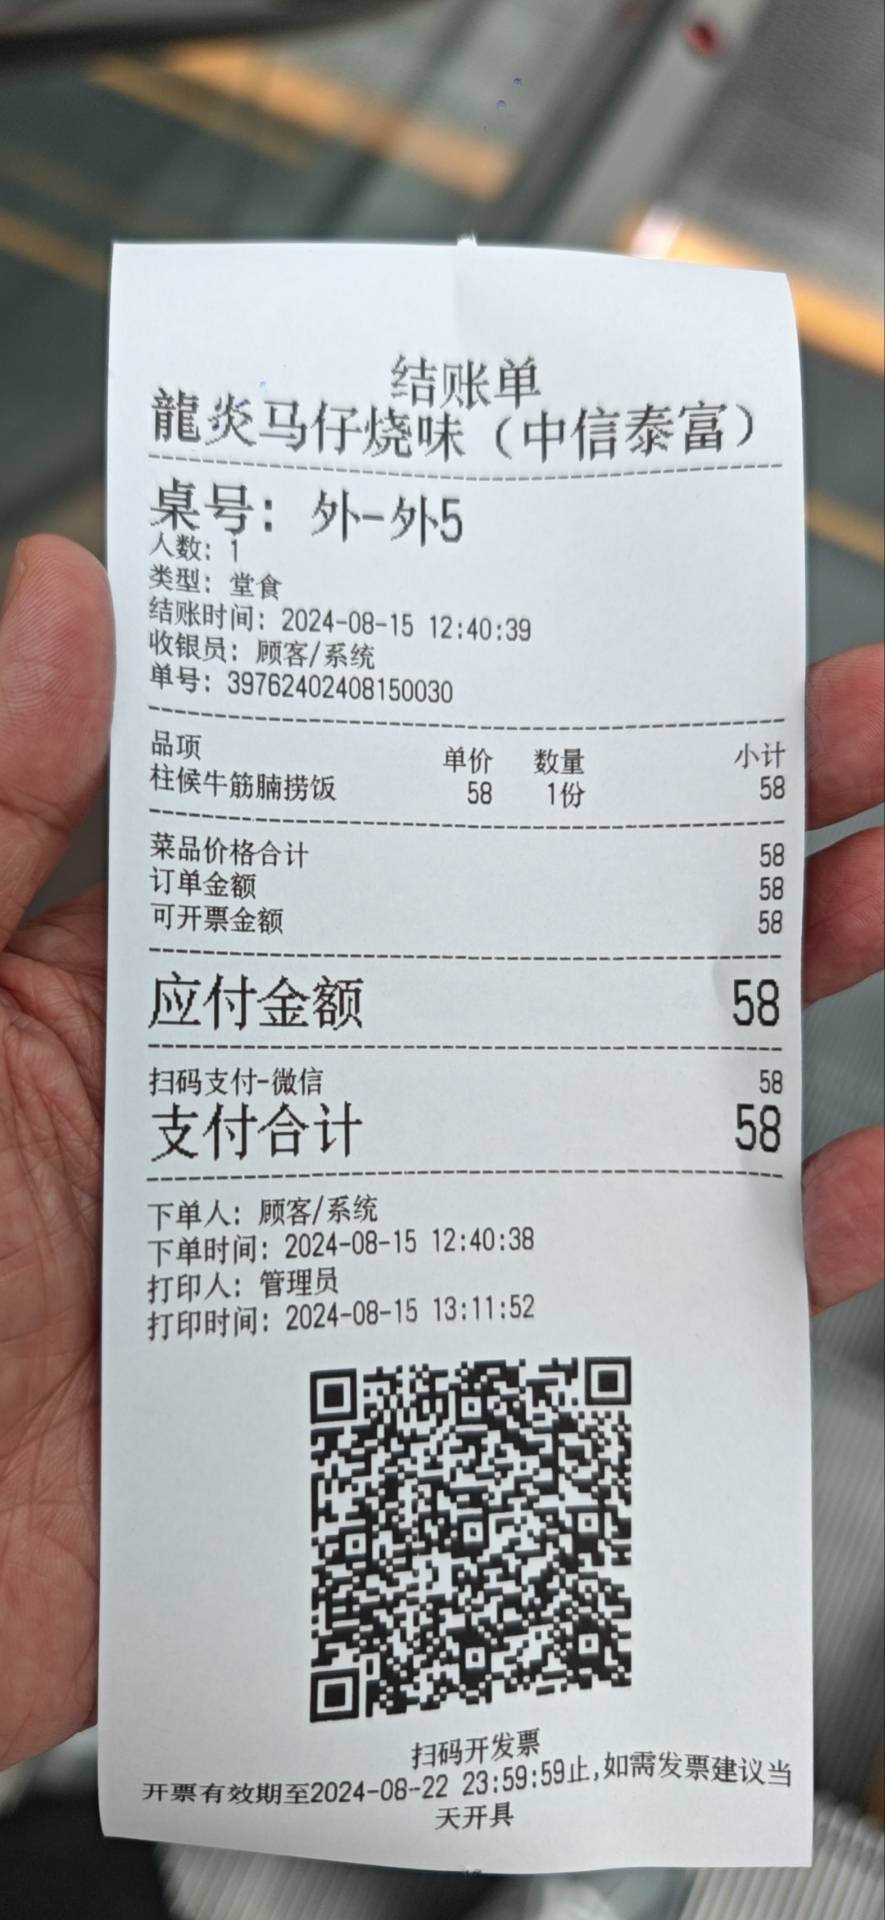 结账单
龍炎马仔烧味（中信泰富）
桌号：外-外5
人数：1
类型：堂食
结账时间：2024-08-15 12:40:39
收银员：顾客/系统
单号：39762402408150030
品项 单价 数量 小计
柱候牛筋腩捞饭 58 1份 58
菜品价格合计 58
订单金额 58
可开票金额 58
应付金额 58
扫码支付-微信 58
支付合计 58
下单人：顾客/系统
下单时间：2024-08-15 12:40:38
打印人：管理员
打印时间：2024-08-15 13:11:52
扫码开发票
开票有效期至2024-08-22 23:59:59止,如需发票建议当
天开具